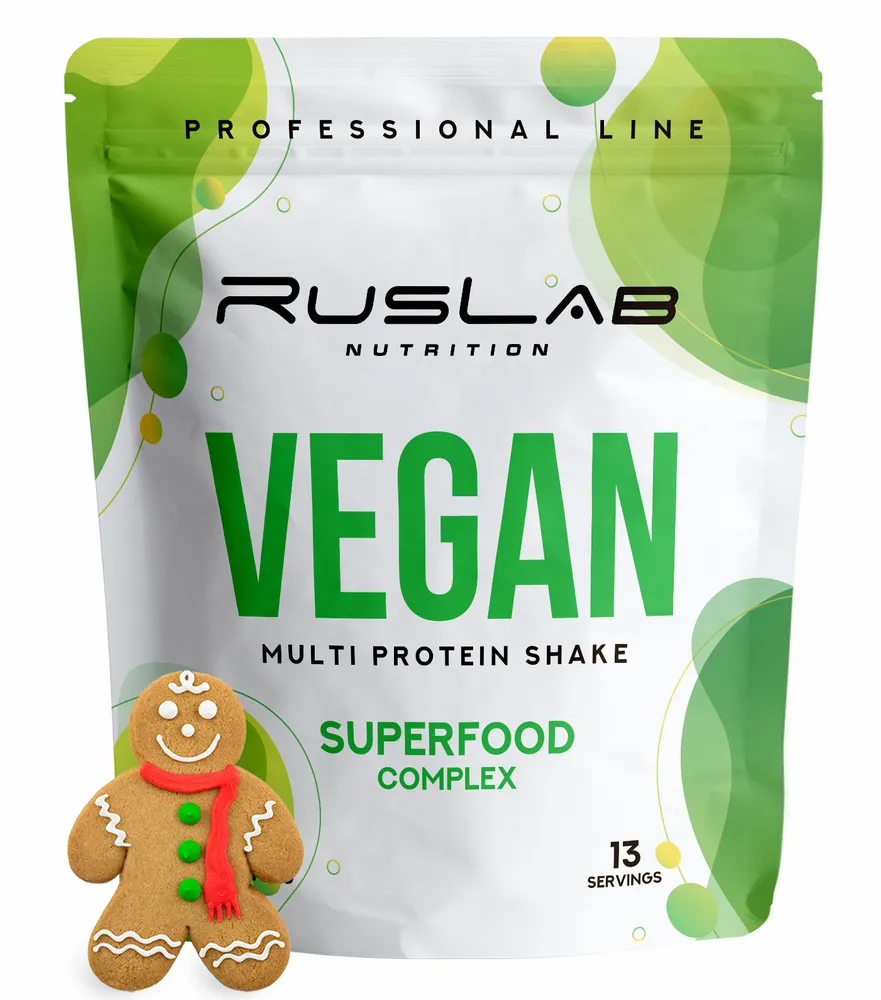 PROFESSIONAL LINE
RUSLAB
NUTRITION
VEGAN
MULTI PROTEIN SHAKE
SUPERFOOD
COMPLEX
13
SERVINGS